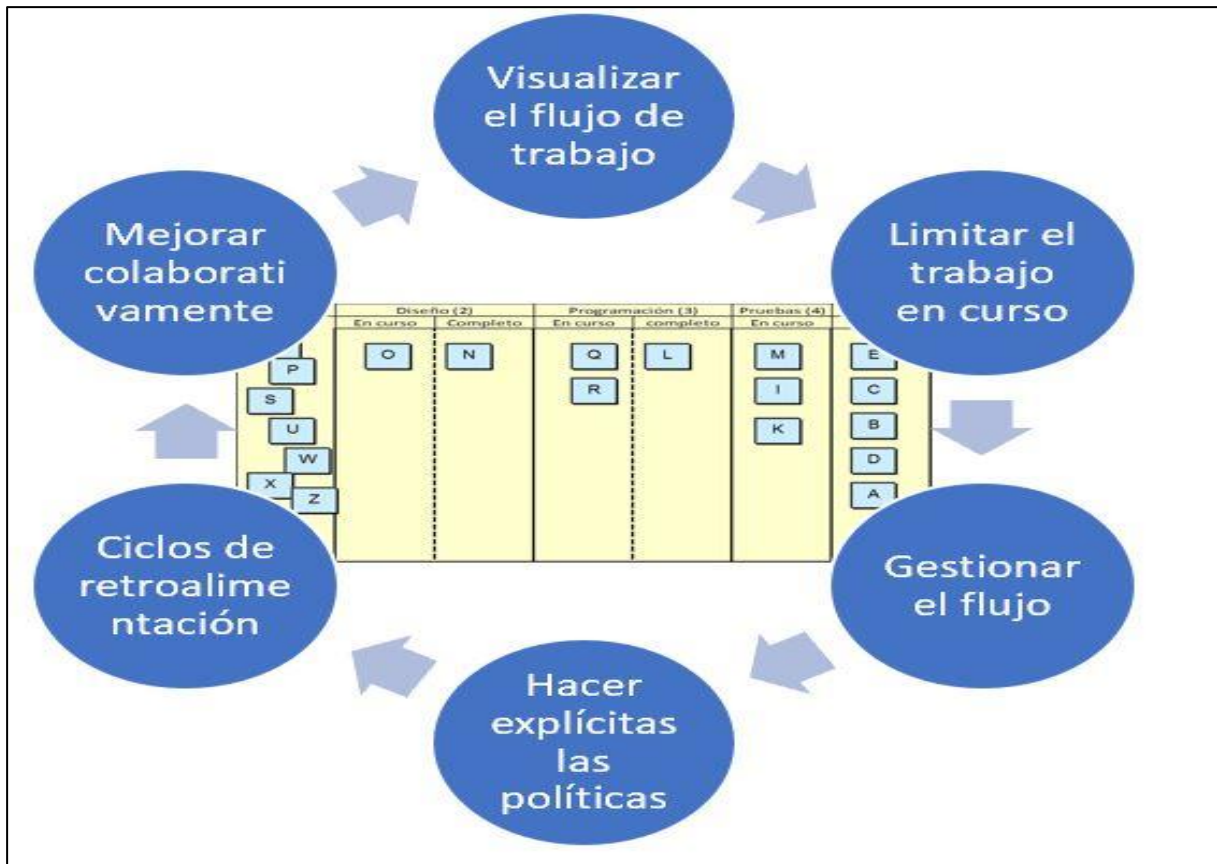 Visualizar
el flujo de
trabajo
Limitar el
trabajo
en curso
Gestionar
el flujo
Hacer
explícitas
las
políticas
Ciclos de
retroalime
ntación
Mejorar
colaborati
vamente
Diseño (2)
Programación (3)
Pruebas (4)
En curso
Completo
En curso
completo
En curso
P
S
U
W
X
Z
O
N
Q
R
L
M
I
K
E
C
B
D
A